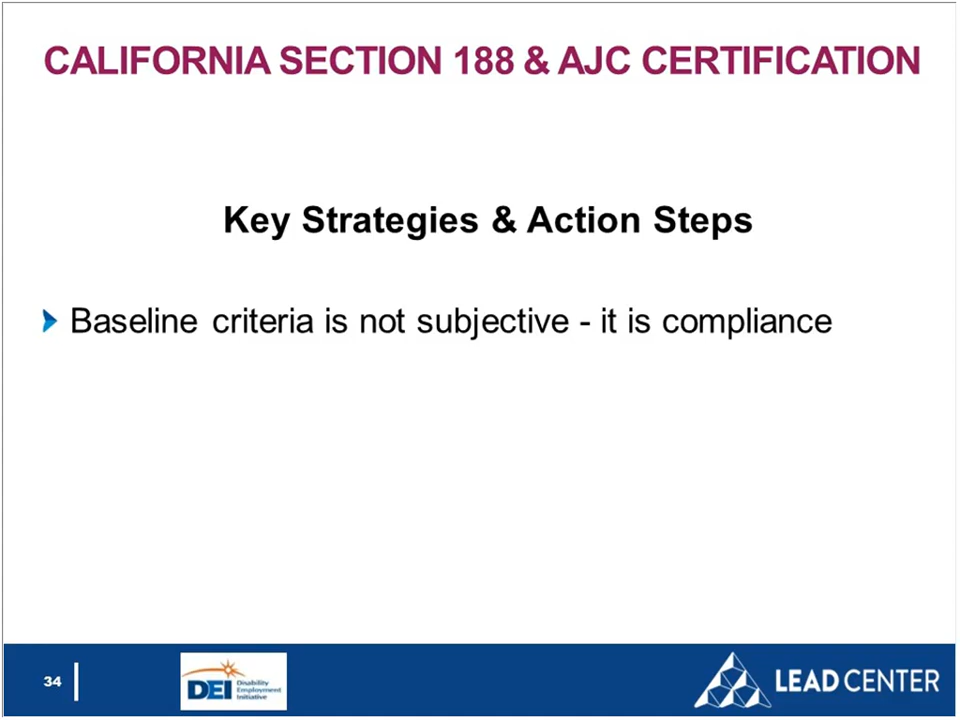 CALIFORNIA SECTION 188 & AJC CERTIFICATION
Key Strategies & Action Steps
Baseline criteria is not subjective - it is compliance
34
DEI
Disability
Employment
Initiative
LEAD CENTER